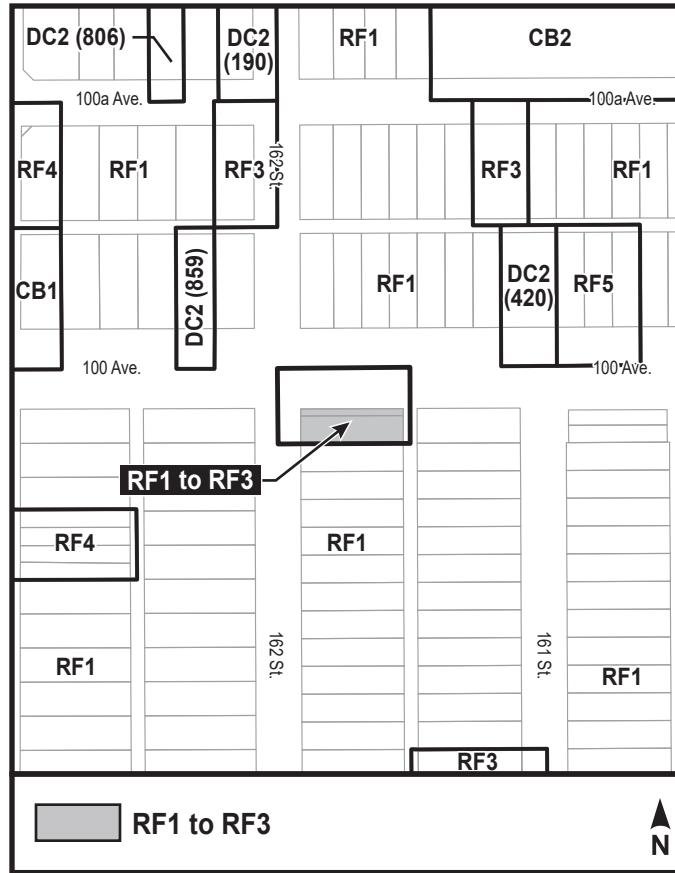 DC2 (806)
DC2
(190)
RF1
CB2
100a Ave.
100a Ave.
RF4
RF1
RF3
162 St.
RF3
RF1
CB1
DC2 (859)
RF1
DC2
(420)
RF5
100 Ave.
100 Ave.
RF1 to RF3
RF4
RF1
RF1
162 St.
161 St.
RF1
RF3
RF1 to RF3
N